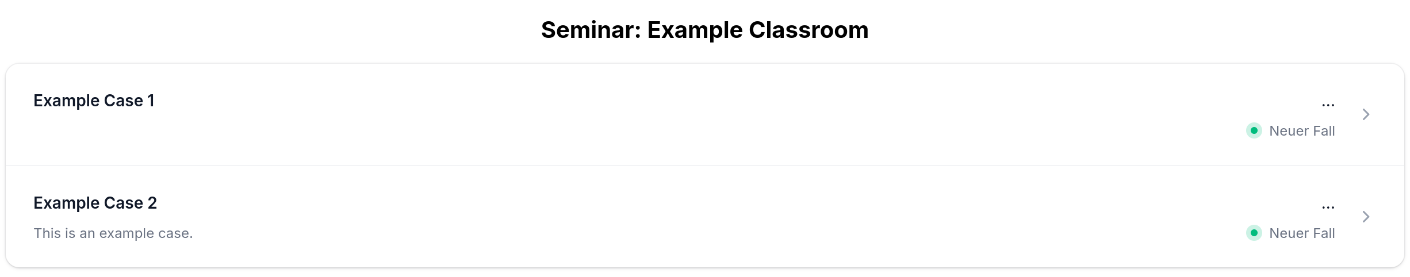 Seminar: Example Classroom
Example Case 1
...
Neuer Fall
Example Case 2
...
This is an example case.
Neuer Fall